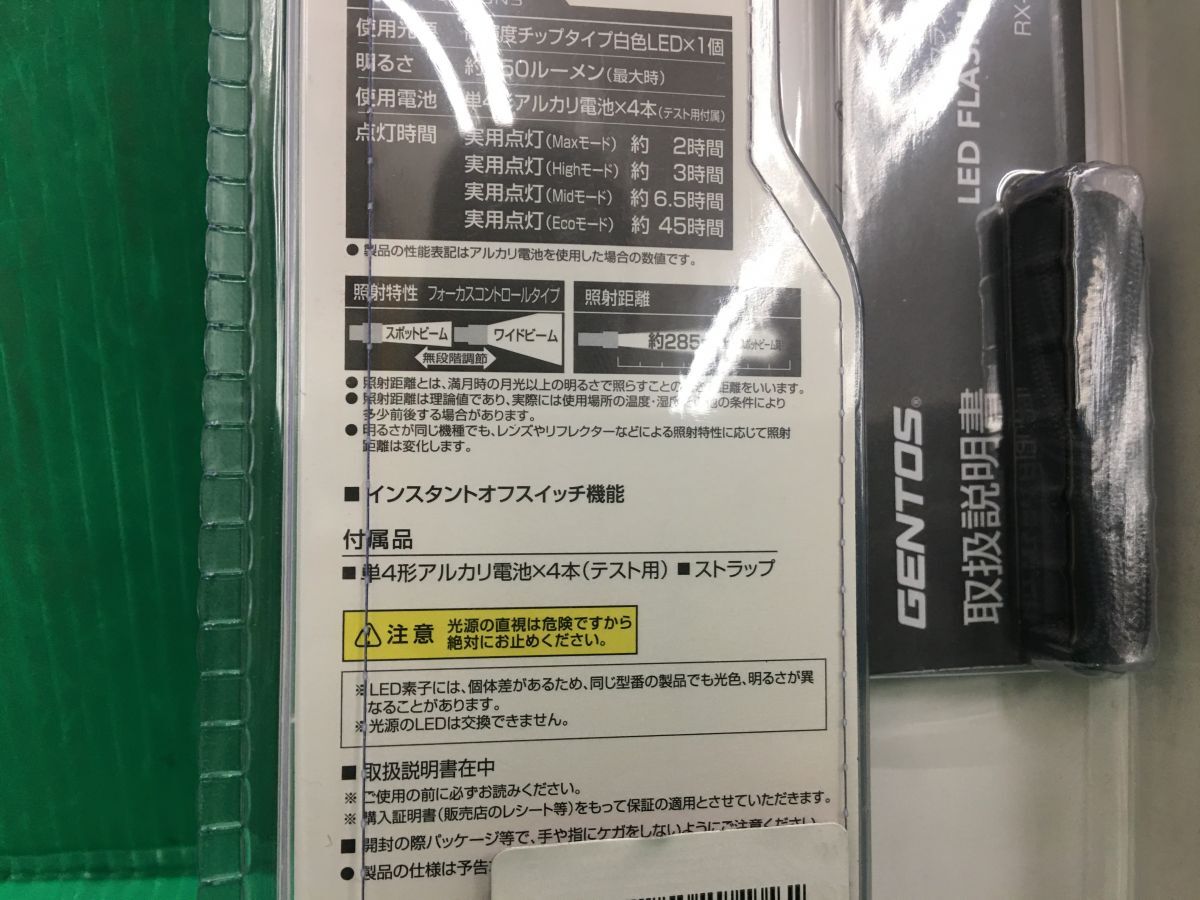 使用光源 高輝度チップタイプ白色LED×1個
明るさ 約 50ルーメン(最大時)
使用電池 単4形アルカリ電池×4本(テスト用付属)
点灯時間 実用点灯(Maxモード) 約 2時間
実用点灯(Highモード) 約 3時間
実用点灯(Midモード) 約 6.5時間
実用点灯(Ecoモード) 約 45時間
● 製品の性能表記はアルカリ電池を使用した場合の数値です。
照射特性 フォーカスコントロールタイプ
スポットビーム ワイドビーム
無段階調節
照射距離
約285
● 照射距離とは、満月時の月光以上の明るさで照らすことの 距離をいいます。
● 照射距離は理論値であり、実際には使用場所の温度・湿度 の条件により
多少前後する場合があります。
● 明るさが同じ機種でも、レンズやリフレクターなどによる照射特性に応じて照射
距離は変化します。
■ インスタントオフスイッチ機能
付属品
■ 単4形アルカリ電池×4本(テスト用) ■ ストラップ
注意 光源の直視は危険ですから
絶対にお止めください。
※LED素子には、個体差があるため、同じ型番の製品でも光色、明るさが異
なることがあります。
※光源のLEDは交換できません。
■ 取扱説明書在中
※ ご使用の前に必ずお読みください。
※ 購入証明書(販売店のレシート等)をもって保証の適用とさせていただきます。
■ 開封の際パッケージ等で、手や指にケガをしないようにご注意ください
● 製品の仕様は予告
RX-
LED FLASH
GENTOS®
取扱説明書